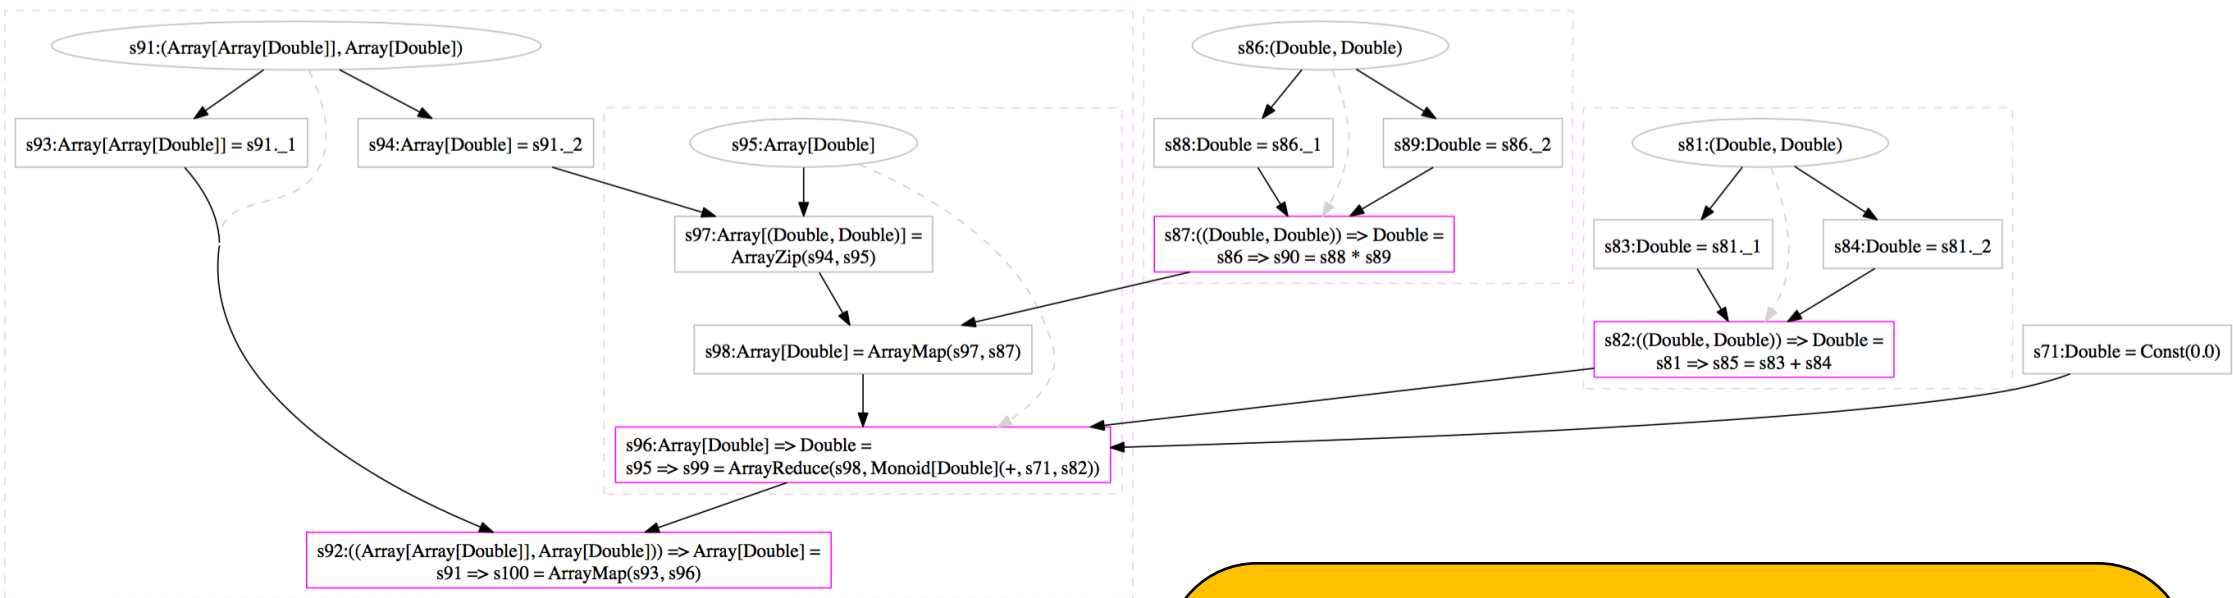 s91:(Array[Array[Double]], Array[Double])
s86:(Double, Double)
s93:Array[Array[Double]] = s91._1
s94:Array[Double] = s91._2
s95:Array[Double]
s88:Double = s86._1
s89:Double = s86._2
s81:(Double, Double)
s97:Array[(Double, Double)] =
ArrayZip(s94, s95)
s87:((Double, Double)) => Double =
s86 => s90 = s88 * s89
s83:Double = s81._1
s84:Double = s81._2
s98:Array[Double] = ArrayMap(s97, s87)
s82:((Double, Double)) => Double =
s81 => s85 = s83 + s84
s71:Double = Const(0.0)
s96:Array[Double] => Double =
s95 => s99 = ArrayReduce(s98, Monoid[Double](+, s71, s82))
s92:((Array[Array[Double]], Array[Double])) => Array[Double] =
s91 => s100 = ArrayMap(s93, s96)